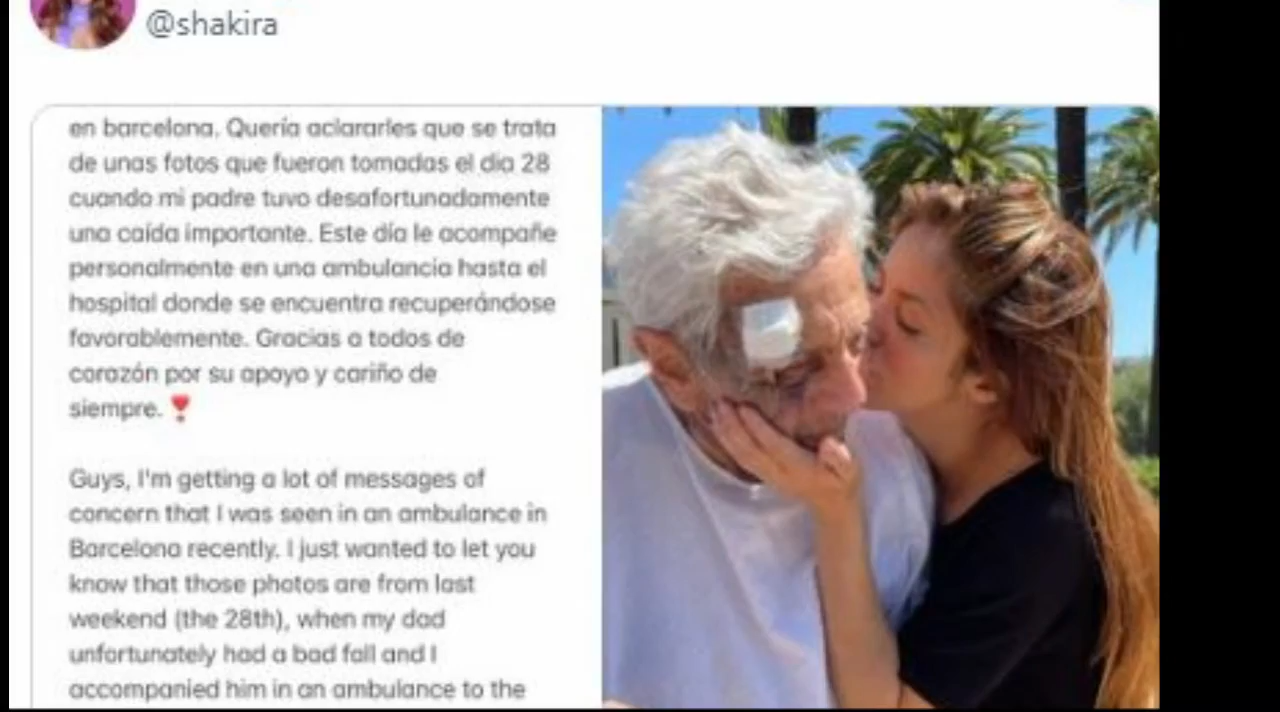 @shakira
en barcelona. Quería aclararles que se trata
de unas fotos que fueron tomadas el día 28
cuando mi padre tuvo desafortunadamente
una caída importante. Este día le acompañe
personalmente en una ambulancia hasta el
hospital donde se encuentra recuperándose
favorablemente. Gracias a todos de
corazón por su apoyo y cariño de
siempre. ❣️
Guys, I'm getting a lot of messages of
concern that I was seen in an ambulance in
Barcelona recently. I just wanted to let you
know that those photos are from last
weekend (the 28th), when my dad
unfortunately had a bad fall and I
accompanied him in an ambulance to the